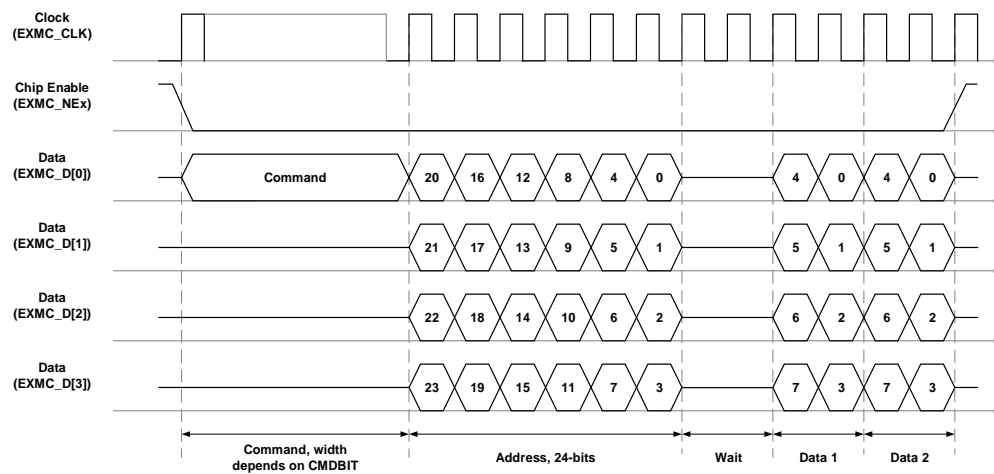 Clock
(EXMC_CLK)
Chip Enable
(EXMC_NEx)
Data
(EXMC_D[0])
Command
20 16 12 8 4 0 4 0 4 0
Data
(EXMC_D[1])
21 17 13 9 5 1 5 1 5 1
Data
(EXMC_D[2])
22 18 14 10 6 2 6 2 6 2
Data
(EXMC_D[3])
23 19 15 11 7 3 7 3 7 3
Command, width
depends on CMDBIT
Address, 24-bits
Wait
Data 1
Data 2